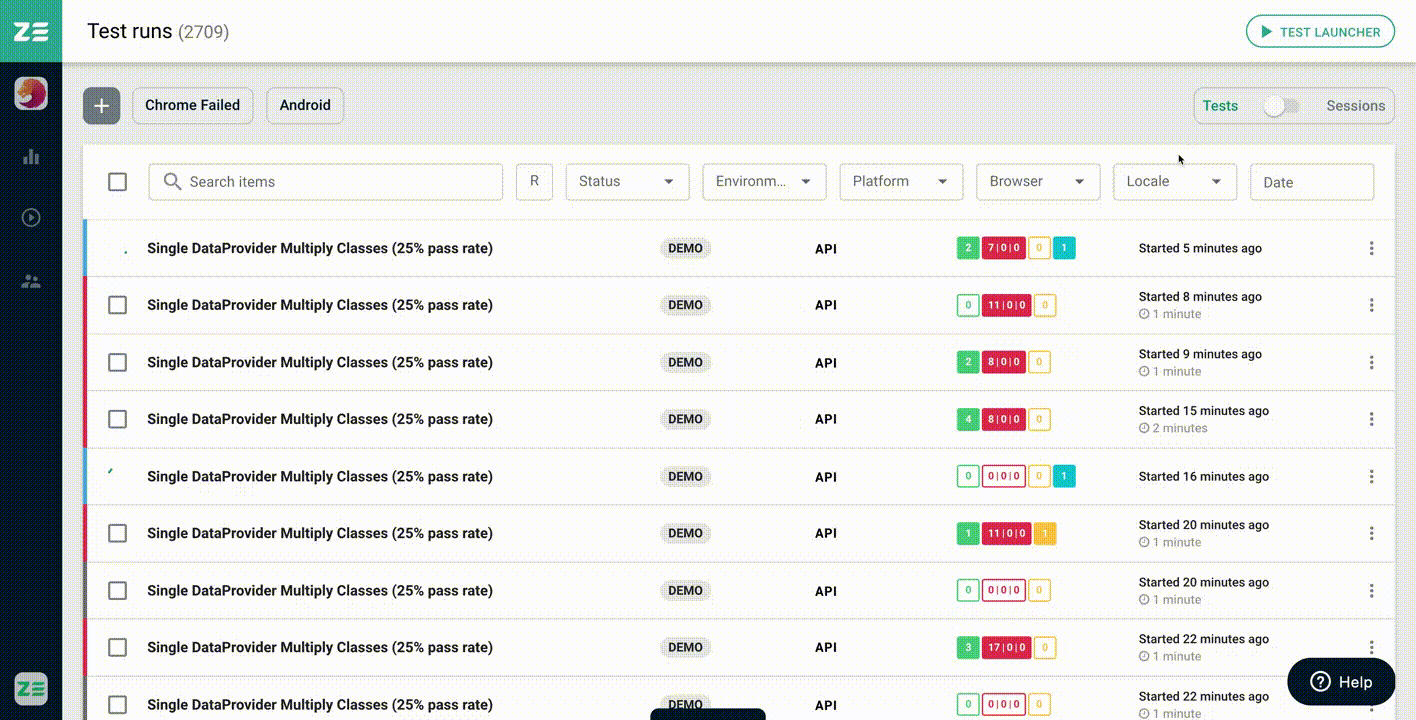 ZE
Test runs (2709)
TEST LAUNCHER
+ Chrome Failed Android
Tests Sessions
Search items R Status Environm... Platform Browser Locale Date
Single DataProvider Multiply Classes (25% pass rate) DEMO API 2 7|0|0 0 1 Started 5 minutes ago
Single DataProvider Multiply Classes (25% pass rate) DEMO API 0 11|0|0 0 Started 8 minutes ago
1 minute
Single DataProvider Multiply Classes (25% pass rate) DEMO API 2 8|0|0 0 Started 9 minutes ago
1 minute
Single DataProvider Multiply Classes (25% pass rate) DEMO API 4 8|0|0 0 Started 15 minutes ago
2 minutes
Single DataProvider Multiply Classes (25% pass rate) DEMO API 0 0|0|0 0 1 Started 16 minutes ago
Single DataProvider Multiply Classes (25% pass rate) DEMO API 1 11|0|0 1 Started 20 minutes ago
1 minute
Single DataProvider Multiply Classes (25% pass rate) DEMO API 0 0|0|0 0 Started 20 minutes ago
1 minute
Single DataProvider Multiply Classes (25% pass rate) DEMO API 3 17|0|0 0 Started 22 minutes ago
1 minute
Single DataProvider Multiply Classes (25% pass rate) DEMO API 0 0|0|0 0 Started 22 minutes ago
1 minute
ZE
Help